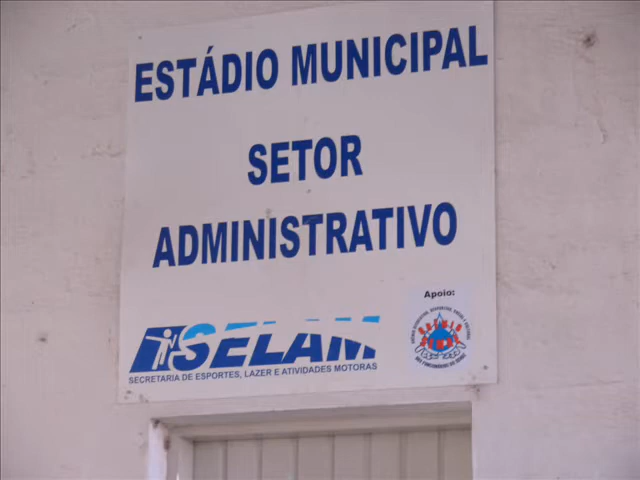 ESTÁDIO MUNICIPAL
SETOR
ADMINISTRATIVO
Apoio:
SELAM
SECRETARIA DE ESPORTES, LAZER E ATIVIDADES MOTORAS